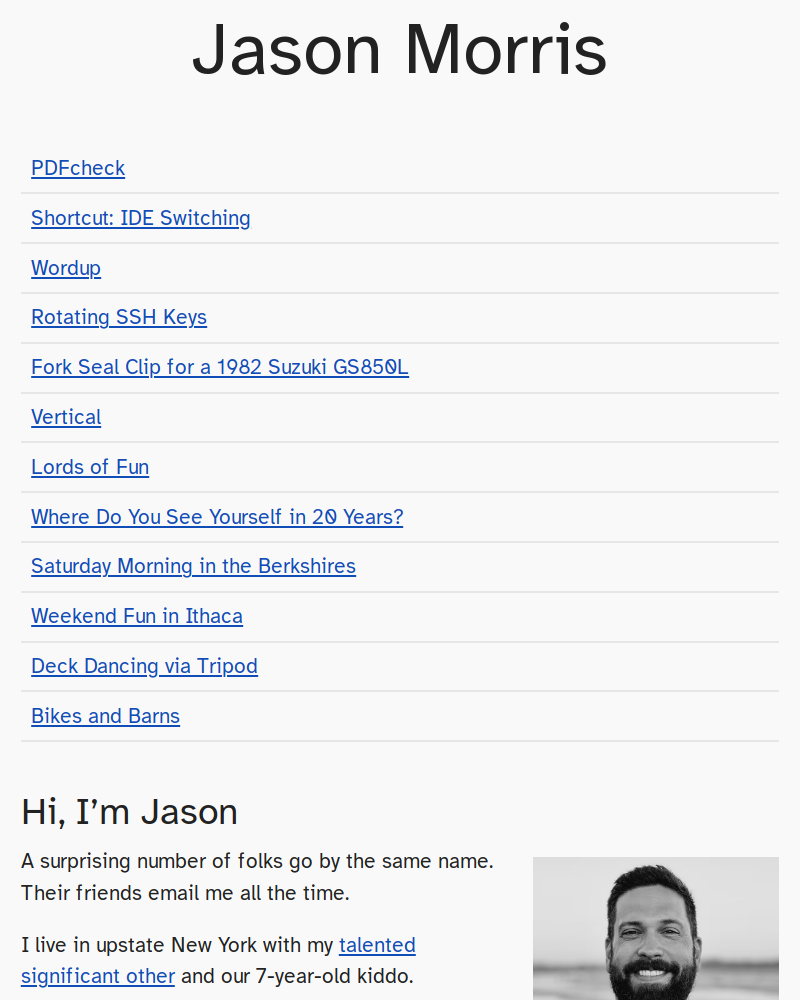 Jason Morris
PDFcheck
Shortcut: IDE Switching
Wordup
Rotating SSH Keys
Fork Seal Clip for a 1982 Suzuki GS850L
Vertical
Lords of Fun
Where Do You See Yourself in 20 Years?
Saturday Morning in the Berkshires
Weekend Fun in Ithaca
Deck Dancing via Tripod
Bikes and Barns
Hi, I’m Jason
A surprising number of folks go by the same name.
Their friends email me all the time.
I live in upstate New York with my talented
significant other and our 7-year-old kiddo.